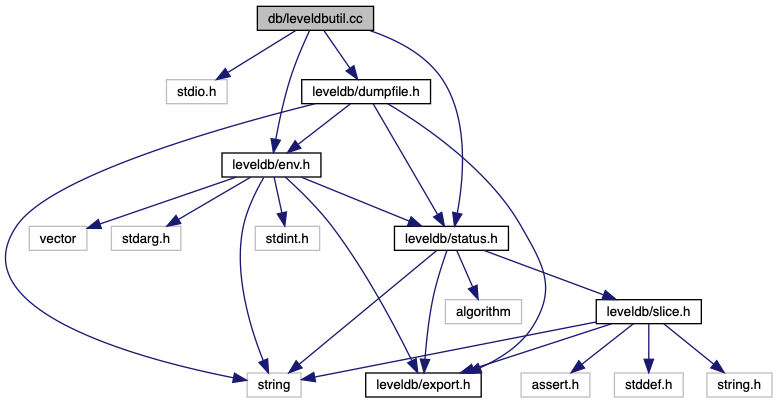 db/leveldbutil.cc
stdio.h
leveldb/dumpfile.h
leveldb/env.h
vector
stdarg.h
stdint.h
leveldb/status.h
algorithm
leveldb/slice.h
string
leveldb/export.h
assert.h
stddef.h
string.h